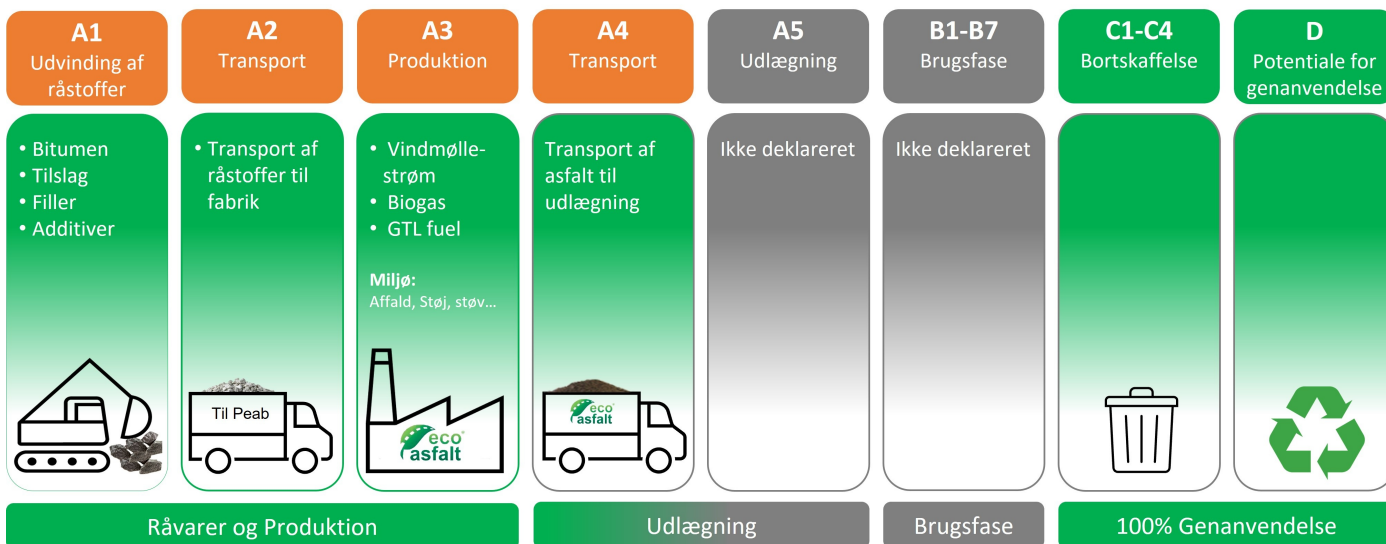 A1
Udvinding af
råstoffer
A2
Transport
A3
Produktion
A4
Transport
A5
Udlægning
B1-B7
Brugsfase
C1-C4
Bortskaffelse
D
Potentiale for
genanvendelse
• Bitumen
• Tilslag
• Filler
• Additiver
• Transport af
råstoffer til
fabrik
• Vindmølle-
strøm
• Biogas
• GTL fuel
Miljø:
Affald, Støj, støv...
Transport af
asfalt til
udlægning
Ikke deklareret
Ikke deklareret
Til Peab
eco®
asfalt
eco®
asfalt
Råvarer og Produktion
Udlægning
Brugsfase
100% Genanvendelse